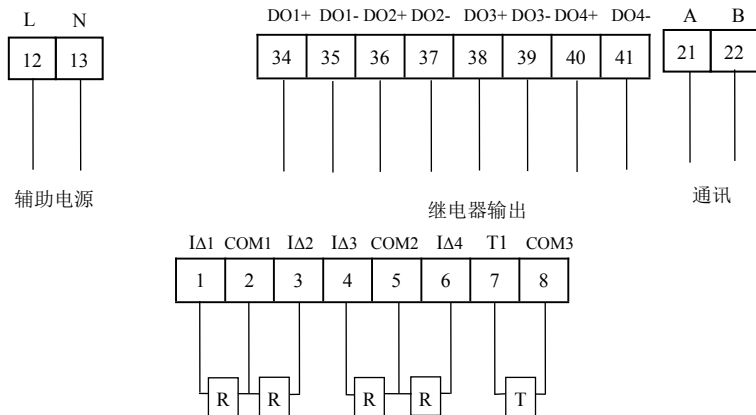 L N
12 13
辅助电源
DO1+ DO1- DO2+ DO2- DO3+ DO3- DO4+ DO4-
34 35 36 37 38 39 40 41
继电器输出
A B
21 22
通讯
IΔ1 COM1 IΔ2 IΔ3 COM2 IΔ4 T1 COM3
1 2 3 4 5 6 7 8
R R R R T